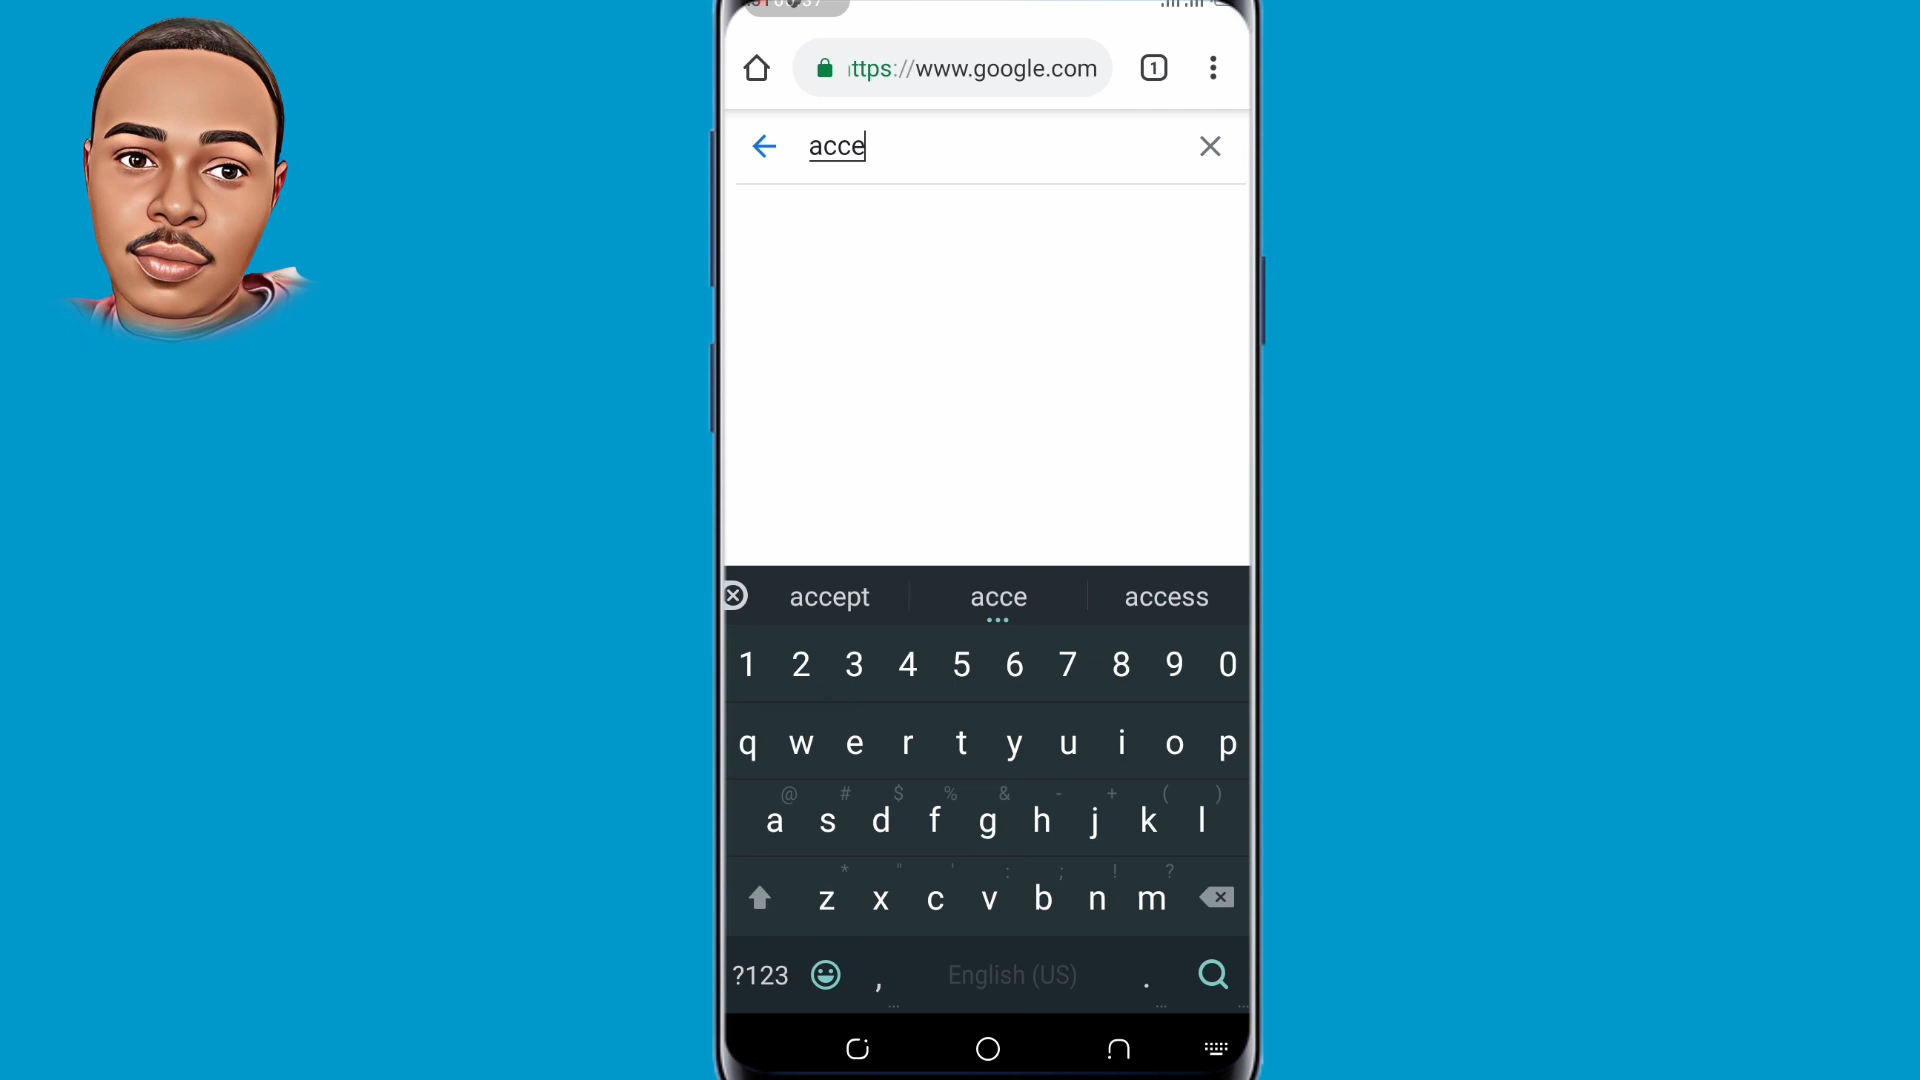 ttps://www.google.com
1
acce
accept acce access
1 2 3 4 5 6 7 8 9 0
q w e r t y u i o p
@ # $ % & - + ( )
a s d f g h j k l
* " ' : ; ! ?
z x c v b n m
?123 , English (US) .